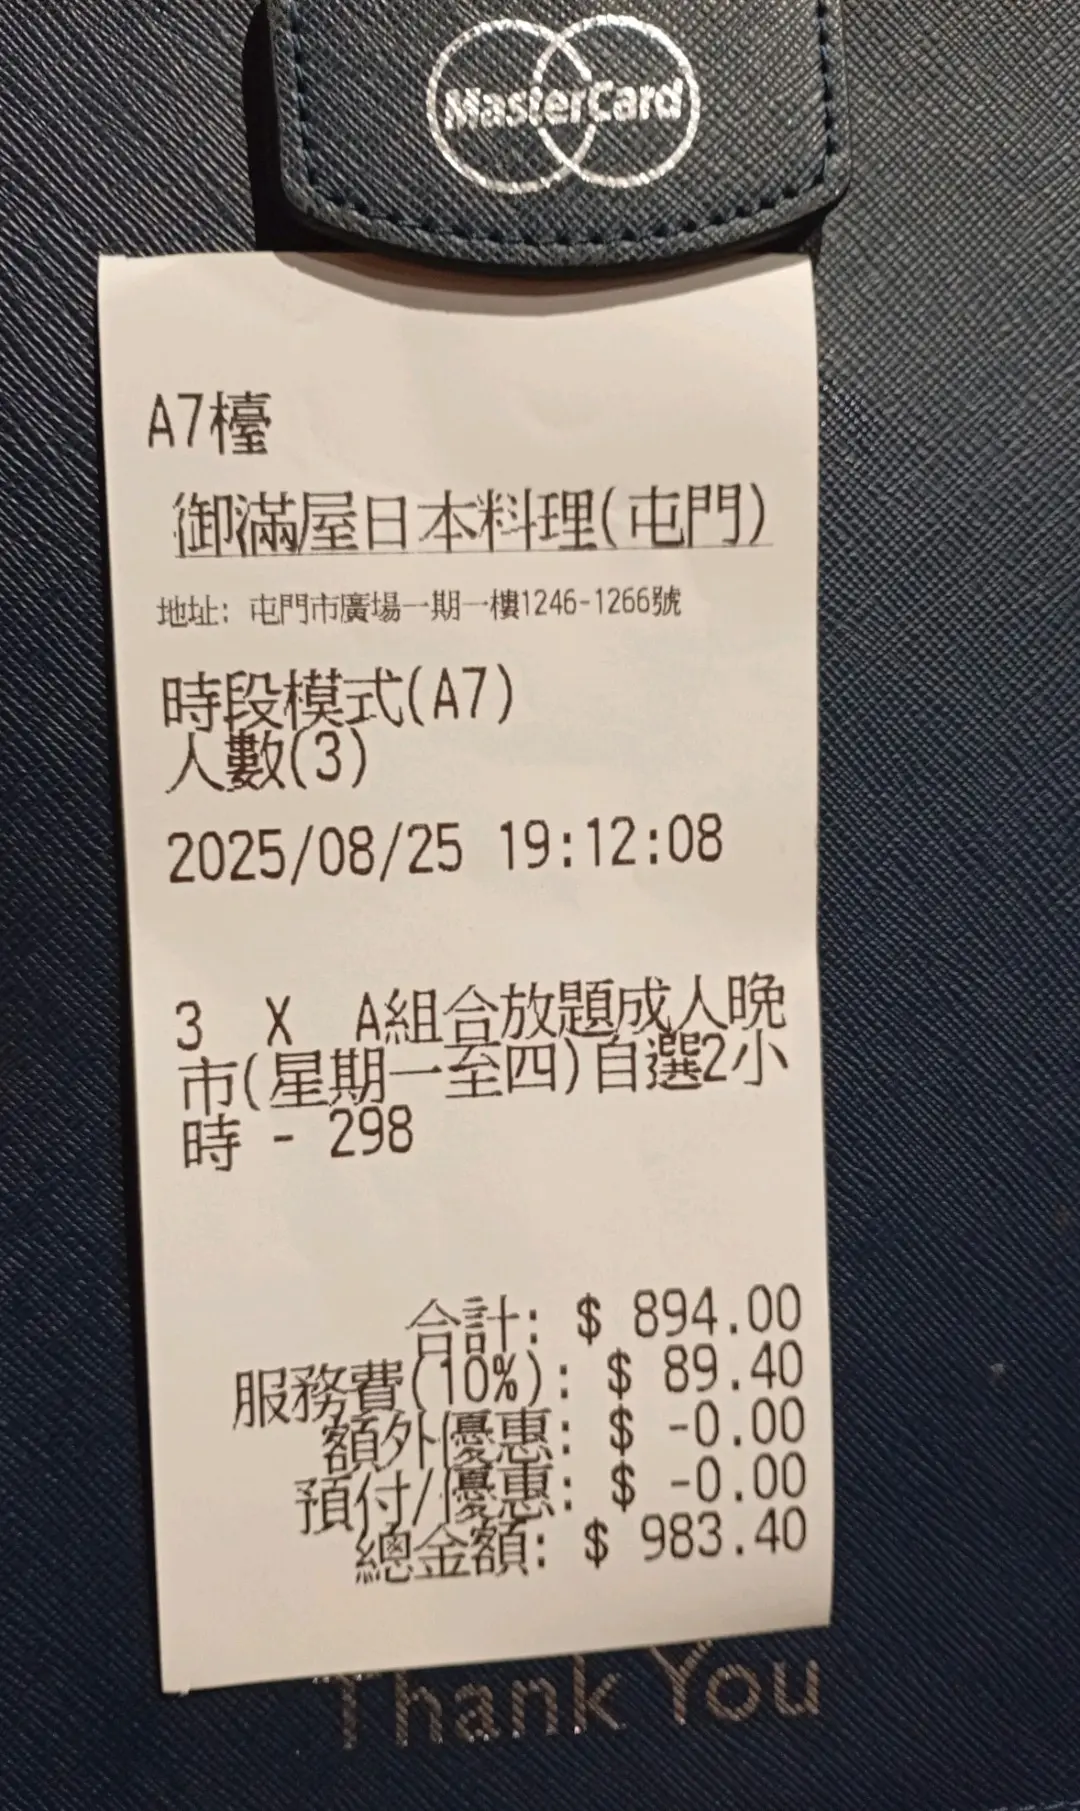 MasterCard
A7檯
御滿屋日本料理(屯門)
地址: 屯門市廣場一期一樓1246-1266號
時段模式(A7)
人數(3)
2025/08/25 19:12:08
3 X A組合放題成人晚
市(星期一至四)自選2小
時 - 298
合計: $ 894.00
服務費(10%): $ 89.40
額外優惠: $ -0.00
預付/優惠: $ -0.00
總金額: $ 983.40
Thank You